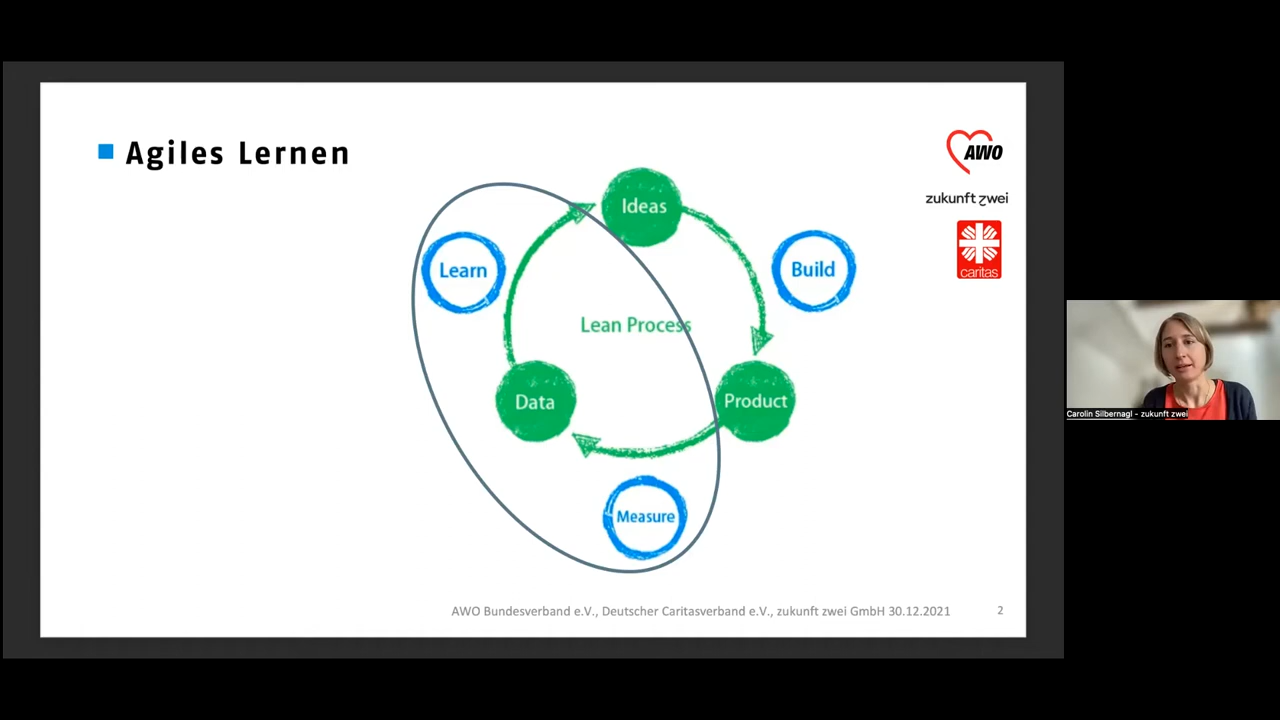 Agiles Lernen
AWO
zukunft zwei
caritas
Ideas
Learn
Build
Lean Process
Data
Product
Measure
AWO Bundesverband e.V., Deutscher Caritasverband e.V., zukunft zwei GmbH 30.12.2021
2
Carolin Silbernagl - zukunft zwei